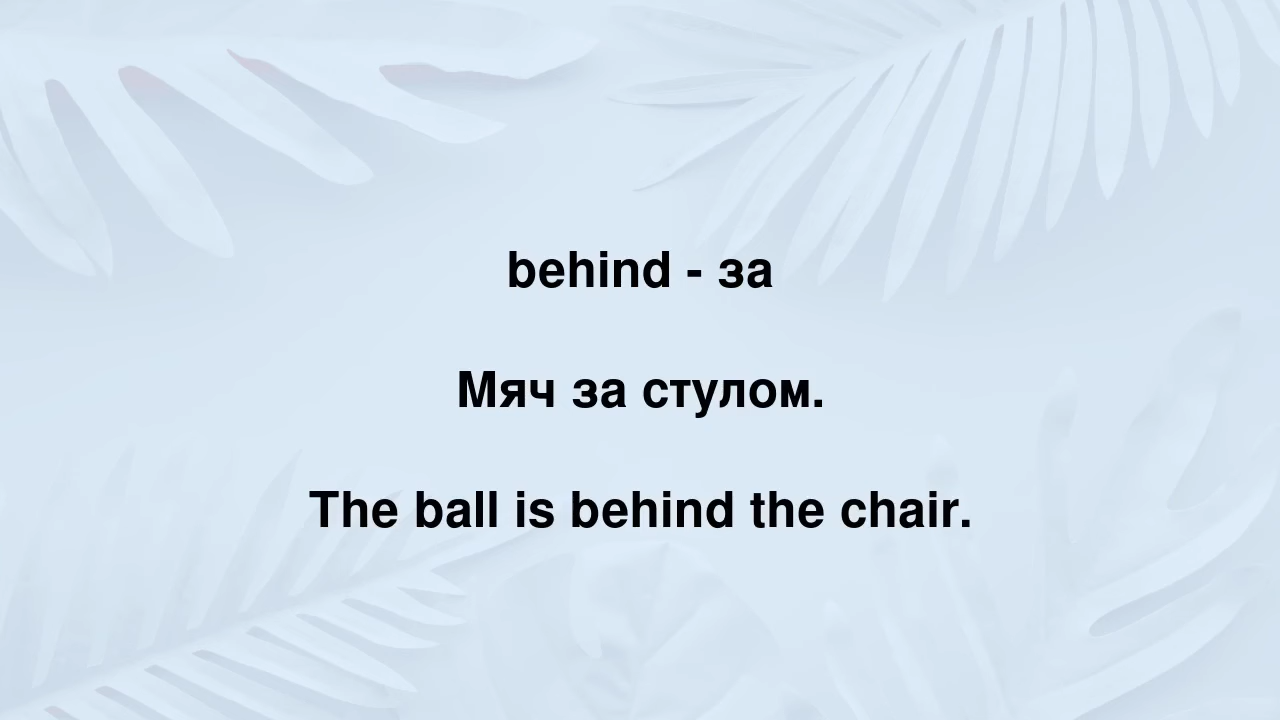 behind - за
Мяч за стулом.
The ball is behind the chair.